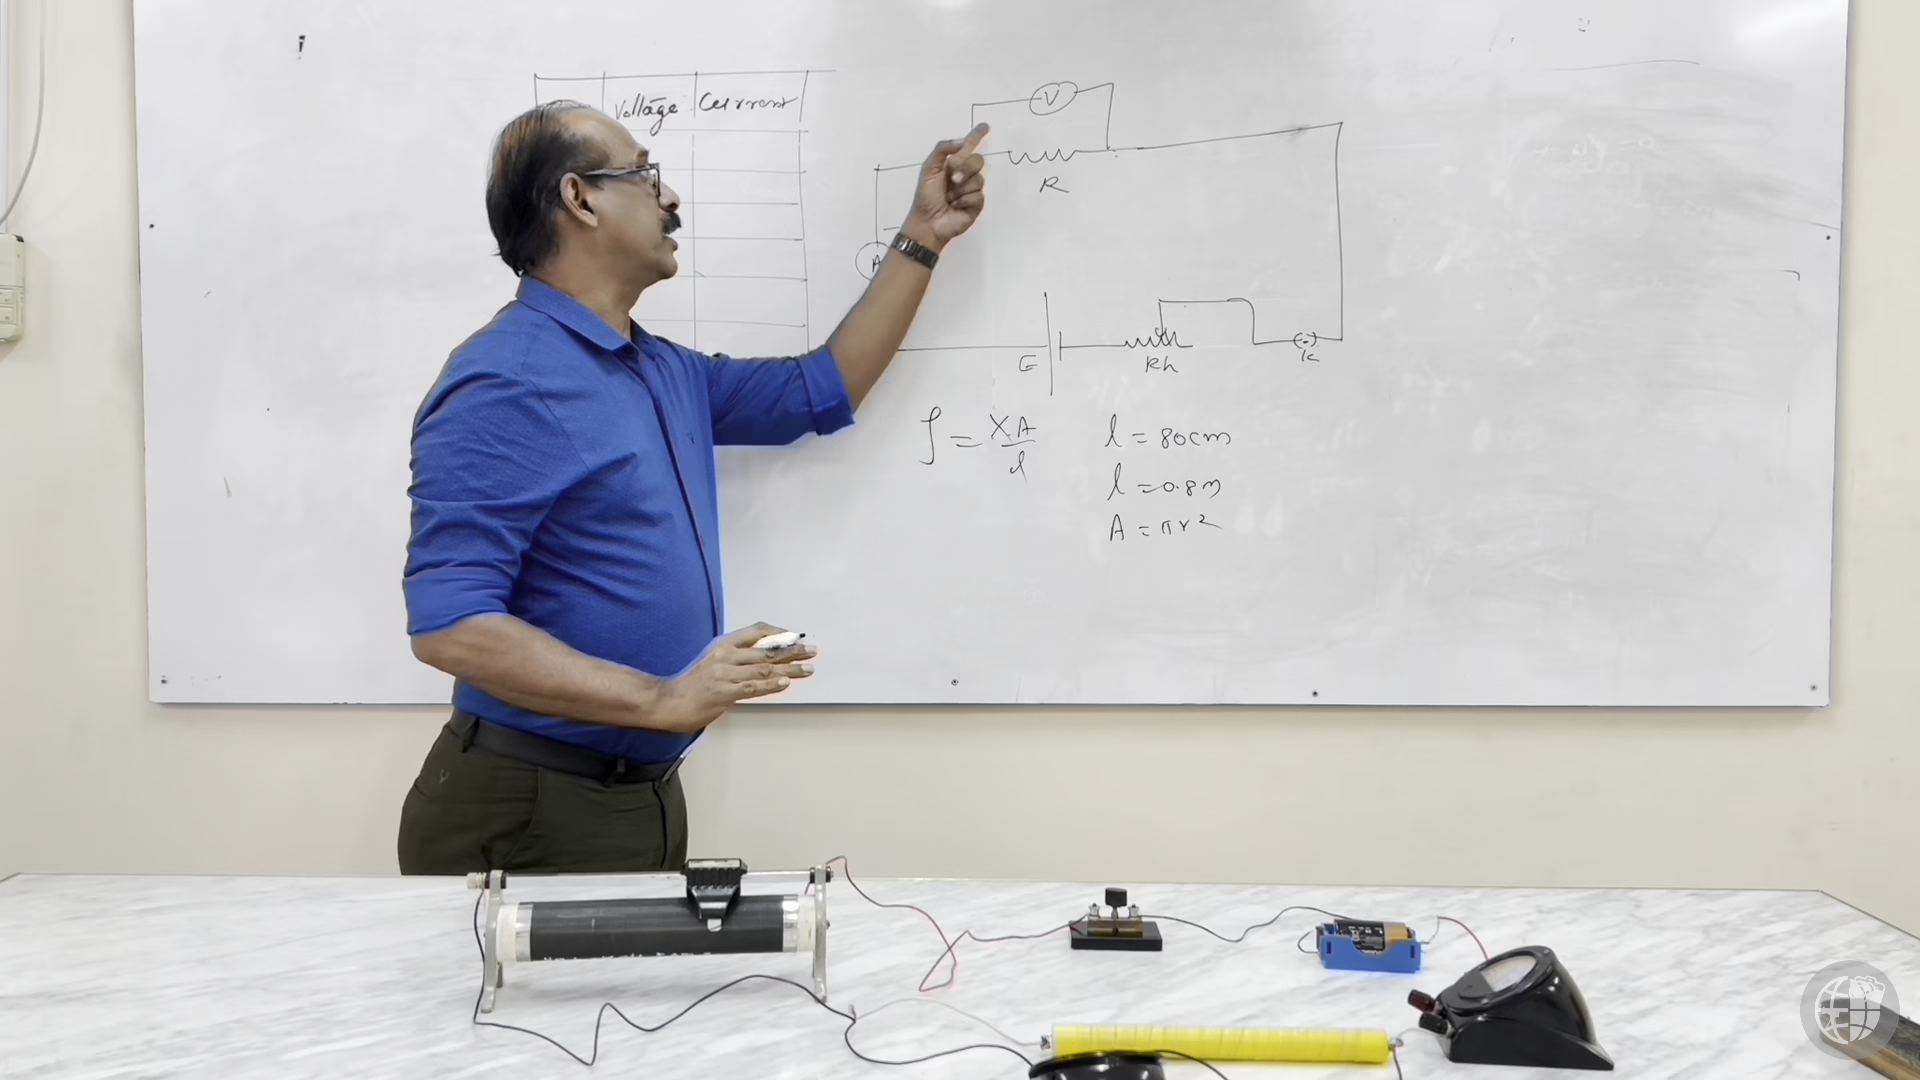 Voltage Current
V
R
A
E
Rh
K
ρ = XA/l
l = 80cm
l = 0.8m
A = πr²